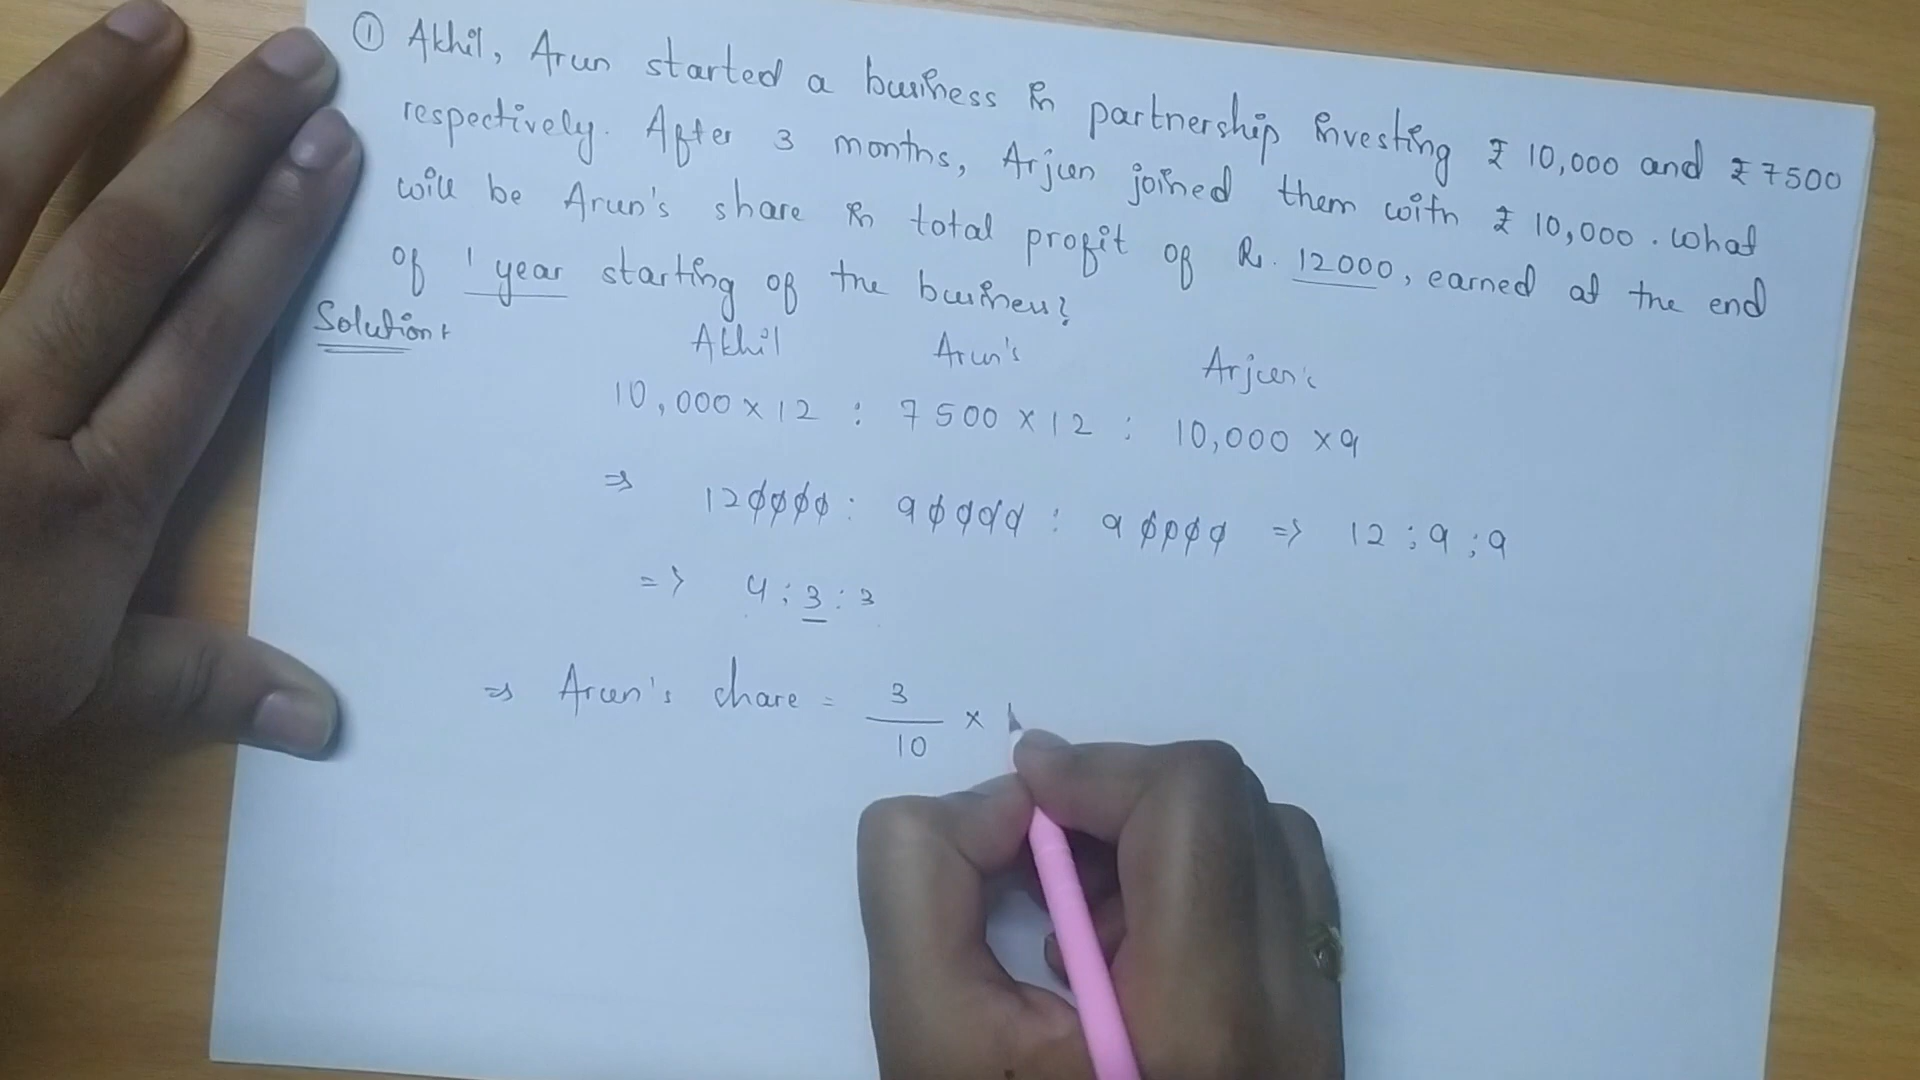 ① Akhil, Arun started a business in partnership investing ₹ 10,000 and ₹ 7500
respectively. After 3 months, Arjun joined them with ₹ 10,000. What
will be Arun's share in total profit of Rs. 12000, earned at the end
of 1 year starting of the business?
Solution:
Akhil Arun's Arjun's
10,000 × 12 : 7500 × 12 : 10,000 × 9
⇒ 120000 : 90000 : 90000 ⇒ 12 : 9 : 9
⇒ 4 : 3 : 3
⇒ Arun's share = 3/10 × 1